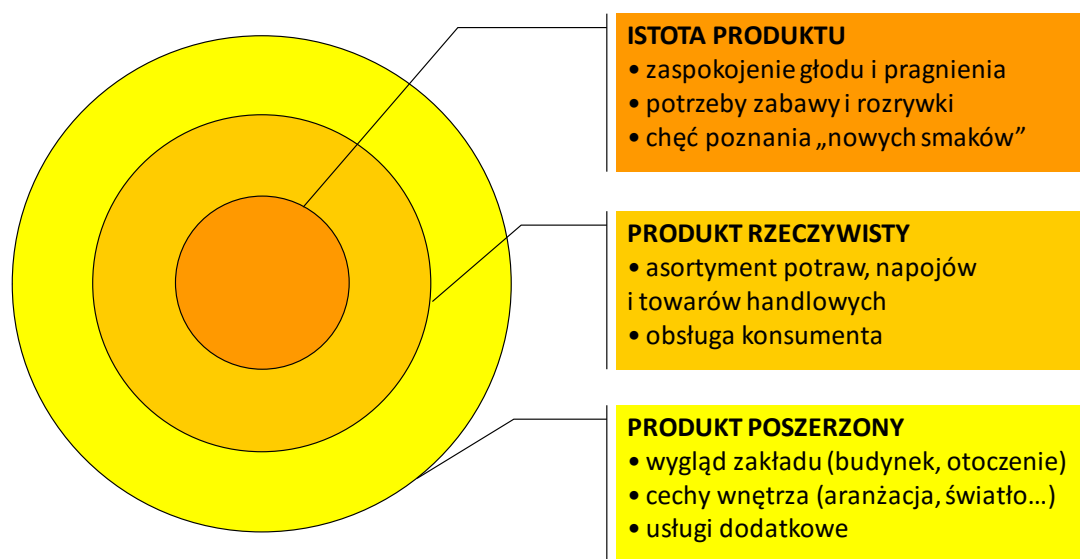 ISTOTA PRODUKTU
• zaspokojenie głodu i pragnienia
• potrzeby zabawy i rozrywki
• chęć poznania „nowych smaków”
PRODUKT RZECZYWISTY
• asortyment potraw, napojów
i towarów handlowych
• obsługa konsumenta
PRODUKT POSZERZONY
• wygląd zakładu (budynek, otoczenie)
• cechy wnętrza (aranżacja, światło...)
• usługi dodatkowe